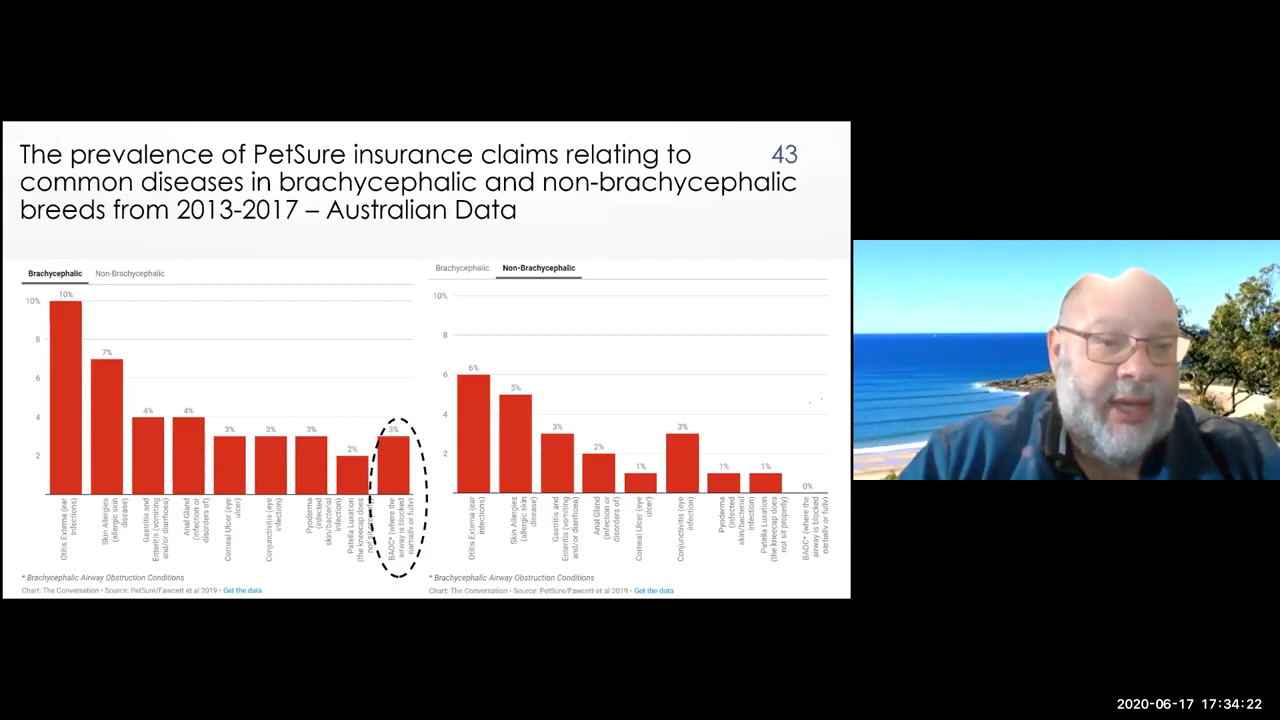 The prevalence of PetSure insurance claims relating to
43
common diseases in brachycephalic and non-brachycephalic
breeds from 2013-2017 – Australian Data
Brachycephalic
Non-Brachycephalic
10%
8
6
4
2
10%
7%
4%
4%
3%
3%
3%
2%
3%
Otitis Externa (ear
infections)
Skin Allergies
(allergic skin
disease)
Gastritis and
Enteritis (vomiting
and/or diarrhoea)
Anal Gland
(infection or
disorders of)
Corneal Ulcer (eye
ulcer)
Conjunctivitis (eye
infection)
Pyoderma
(infected
skin/bacterial
infection)
Patella Luxation
(the kneecap does
not sit properly)
BAOC* (where the
airway is blocked
partially or fully)
* Brachycephalic Airway Obstruction Conditions
Chart: The Conversation • Source: PetSure/Fawcett et al 2019 • Get the data
Brachycephalic
Non-Brachycephalic
10%
8
6
4
2
6%
5%
3%
2%
1%
3%
1%
1%
0%
Otitis Externa (ear
infections)
Skin Allergies
(allergic skin
disease)
Gastritis and
Enteritis (vomiting
and/or diarrhoea)
Anal Gland
(infection or
disorders of)
Corneal Ulcer (eye
ulcer)
Conjunctivitis (eye
infection)
Pyoderma
(infected
skin/bacterial
infection)
Patella Luxation
(the kneecap does
not sit properly)
BAOC* (where the
airway is blocked
partially or fully)
* Brachycephalic Airway Obstruction Conditions
Chart: The Conversation • Source: PetSure/Fawcett et al 2019 • Get the data
2020-06-17 17:34:22